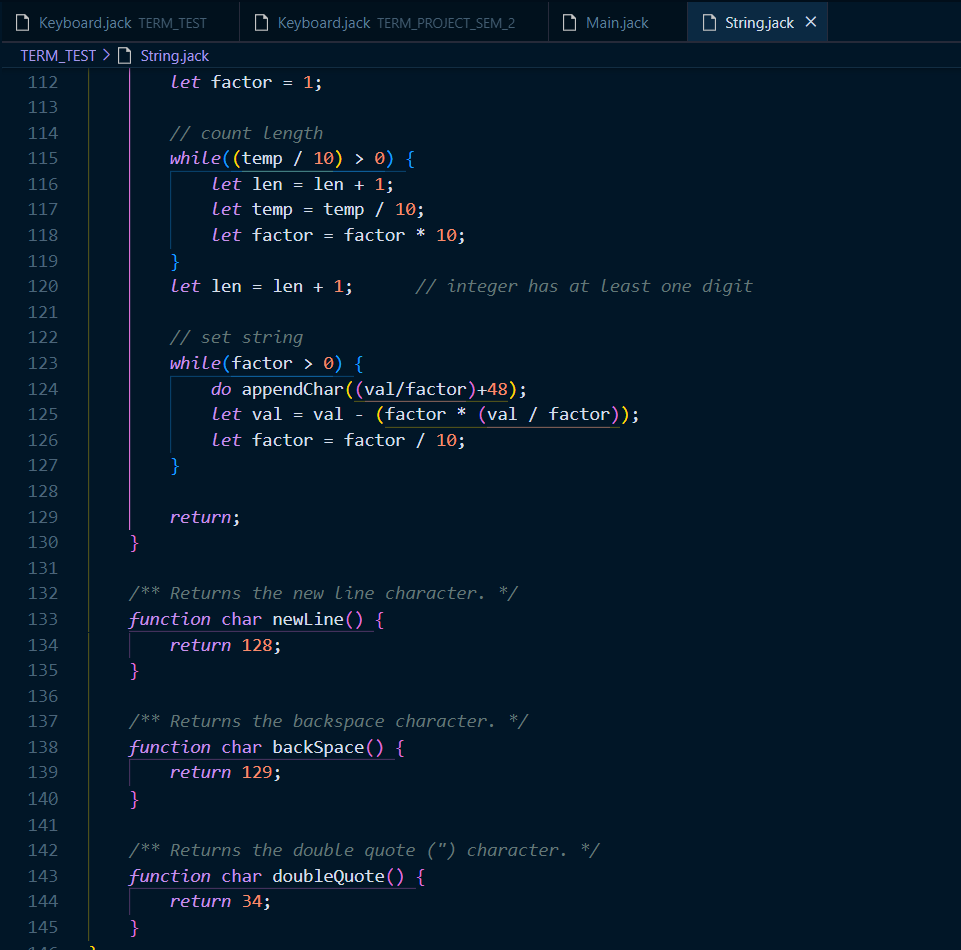 Keyboard.jack TERM_TEST Keyboard.jack TERM_PROJECT_SEM_2 Main.jack String.jack ×
TERM_TEST > String.jack
112 let factor = 1;
113
114 // count length
115 while((temp / 10) > 0) {
116 let len = len + 1;
117 let temp = temp / 10;
118 let factor = factor * 10;
119 }
120 let len = len + 1; // integer has at least one digit
121
122 // set string
123 while(factor > 0) {
124 do appendChar((val/factor)+48);
125 let val = val - (factor * (val / factor));
126 let factor = factor / 10;
127 }
128
129 return;
130 }
131
132 /** Returns the new line character. */
133 function char newLine() {
134 return 128;
135 }
136
137 /** Returns the backspace character. */
138 function char backSpace() {
139 return 129;
140 }
141
142 /** Returns the double quote (") character. */
143 function char doubleQuote() {
144 return 34;
145 }